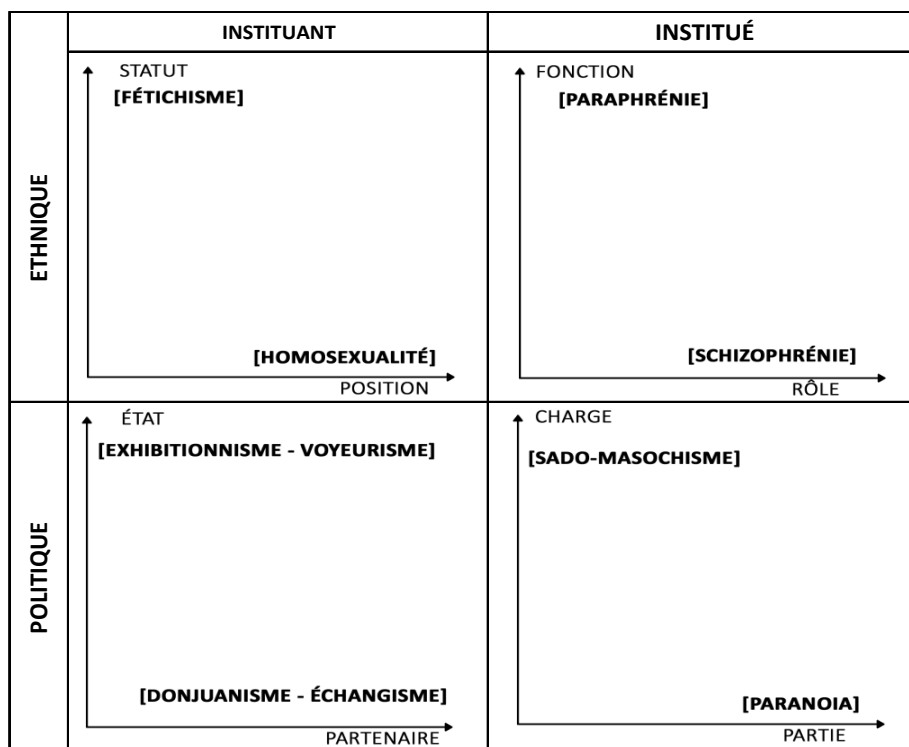 INSTITUANT
INSTITUÉ
ETHNIQUE
STATUT
[FÉTICHISME]
[HOMOSEXUALITÉ]
POSITION
FONCTION
[PARAPHRÉNIE]
[SCHIZOPHRÉNIE]
RÔLE
POLITIQUE
ÉTAT
[EXHIBITIONNISME - VOYEURISME]
[DONJUANISME - ÉCHANGISME]
PARTENAIRE
CHARGE
[SADO-MASOCHISME]
[PARANOIA]
PARTIE